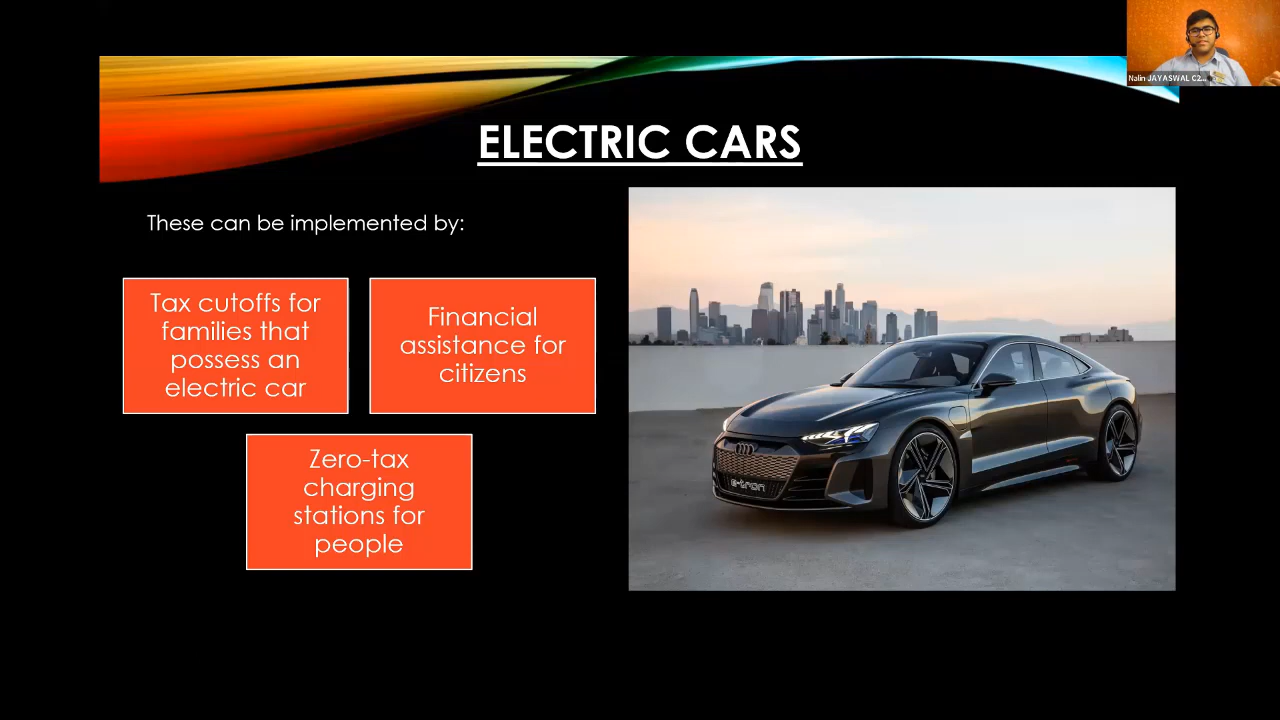 Nalin JAYASWAL C2...
ELECTRIC CARS
These can be implemented by:
Tax cutoffs for
families that
possess an
electric car
Financial
assistance for
citizens
Zero-tax
charging
stations for
people
e-tron